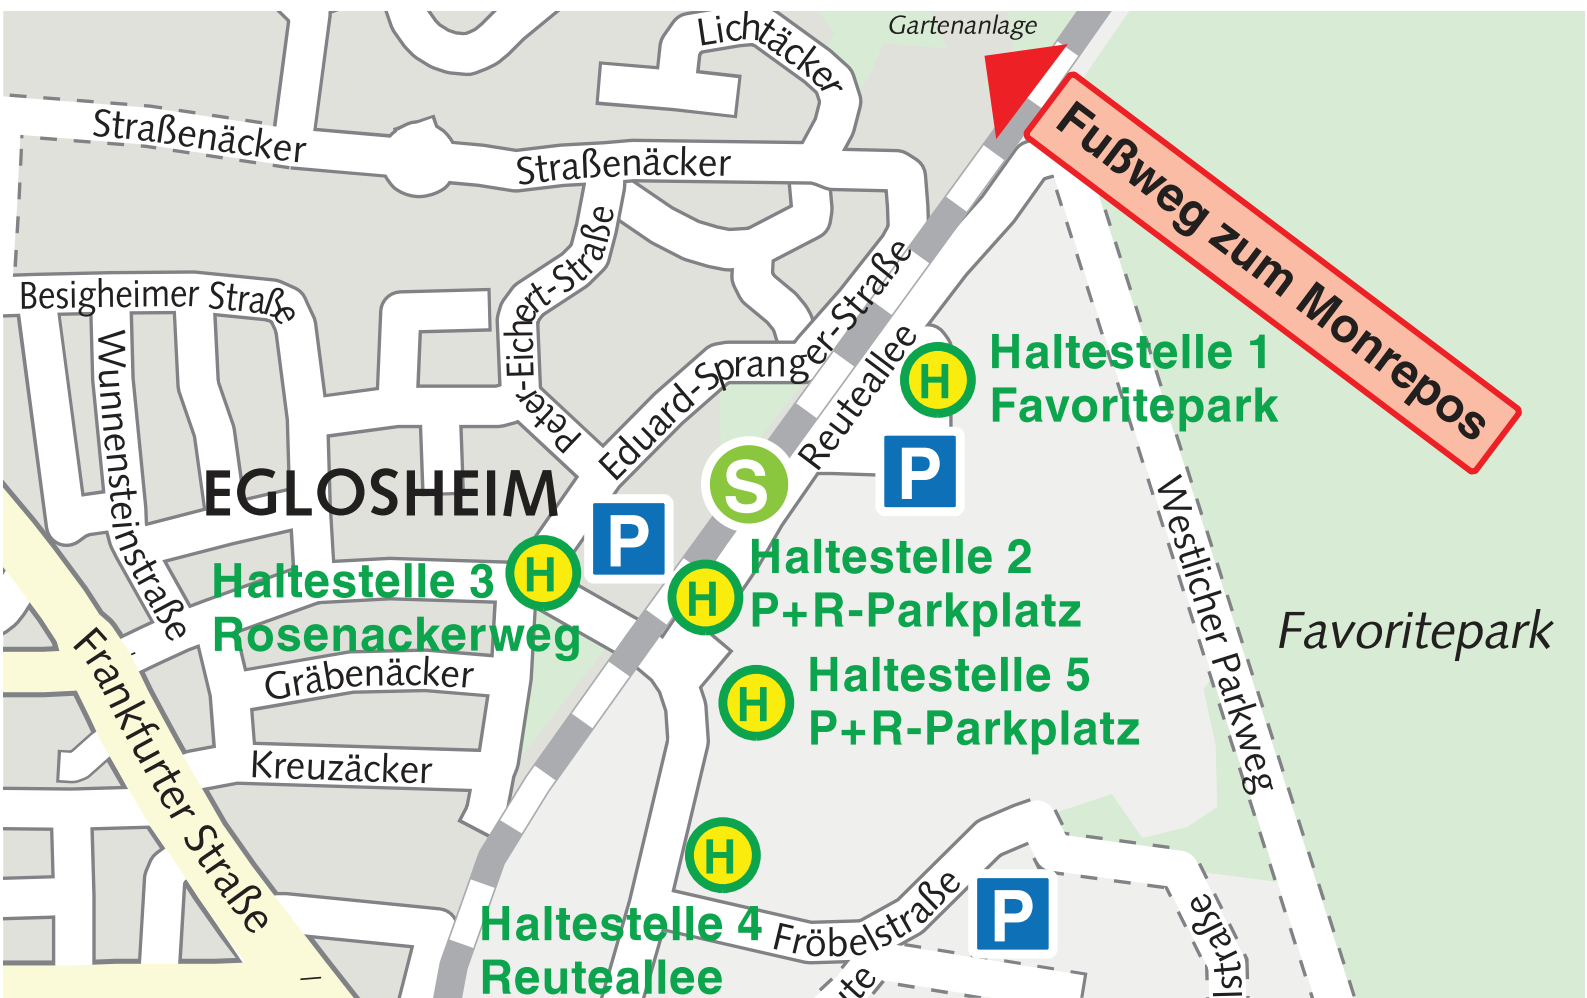 Gartenanlage
Lichtäcker
Straßenäcker
Straßenäcker
Fußweg zum Monrepos
Peter-Eichert-Straße
Eduard-Spranger-Straße
Besigheimer Straße
Wunnensteinstraße
Reuteallee
H
Haltestelle 1
Favoritepark
P
S
EGLOSHEIM
P
Westlicher Parkweg
H
Haltestelle 2
P+R-Parkplatz
H
Haltestelle 3
Rosenackerweg
Favoritepark
Gräbenäcker
H
Haltestelle 5
P+R-Parkplatz
Frankfurter Straße
Kreuzäcker
H
Haltestelle 4
Reuteallee
Fröbelstraße
P